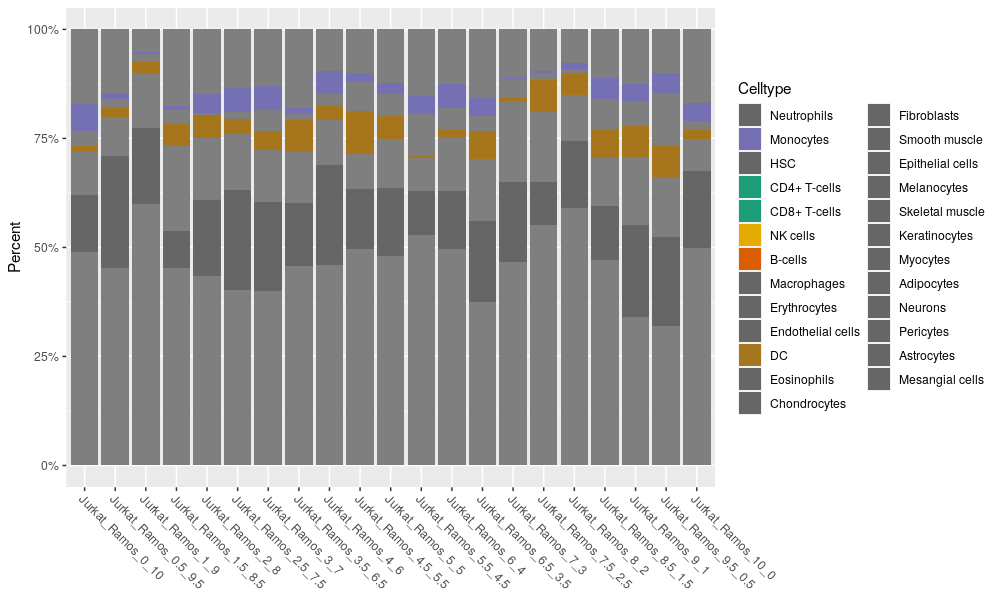 100%
75%
50%
25%
0%
Percent
Jurkat_Ramos_0_10
Jurkat_Ramos_0.5_9.5
Jurkat_Ramos_1_9
Jurkat_Ramos_1.5_8.5
Jurkat_Ramos_2_8
Jurkat_Ramos_2.5_7.5
Jurkat_Ramos_3_7
Jurkat_Ramos_3.5_6.5
Jurkat_Ramos_4_6
Jurkat_Ramos_4.5_5.5
Jurkat_Ramos_5_5
Jurkat_Ramos_5.5_4.5
Jurkat_Ramos_6_4
Jurkat_Ramos_6.5_3.5
Jurkat_Ramos_7_3
Jurkat_Ramos_7.5_2.5
Jurkat_Ramos_8_2
Jurkat_Ramos_8.5_1.5
Jurkat_Ramos_9_1
Jurkat_Ramos_9.5_0.5
Jurkat_Ramos_10_0
Celltype
Neutrophils
Monocytes
HSC
CD4+ T-cells
CD8+ T-cells
NK cells
B-cells
Macrophages
Erythrocytes
Endothelial cells
DC
Eosinophils
Chondrocytes
Fibroblasts
Smooth muscle
Epithelial cells
Melanocytes
Skeletal muscle
Keratinocytes
Myocytes
Adipocytes
Neurons
Pericytes
Astrocytes
Mesangial cells